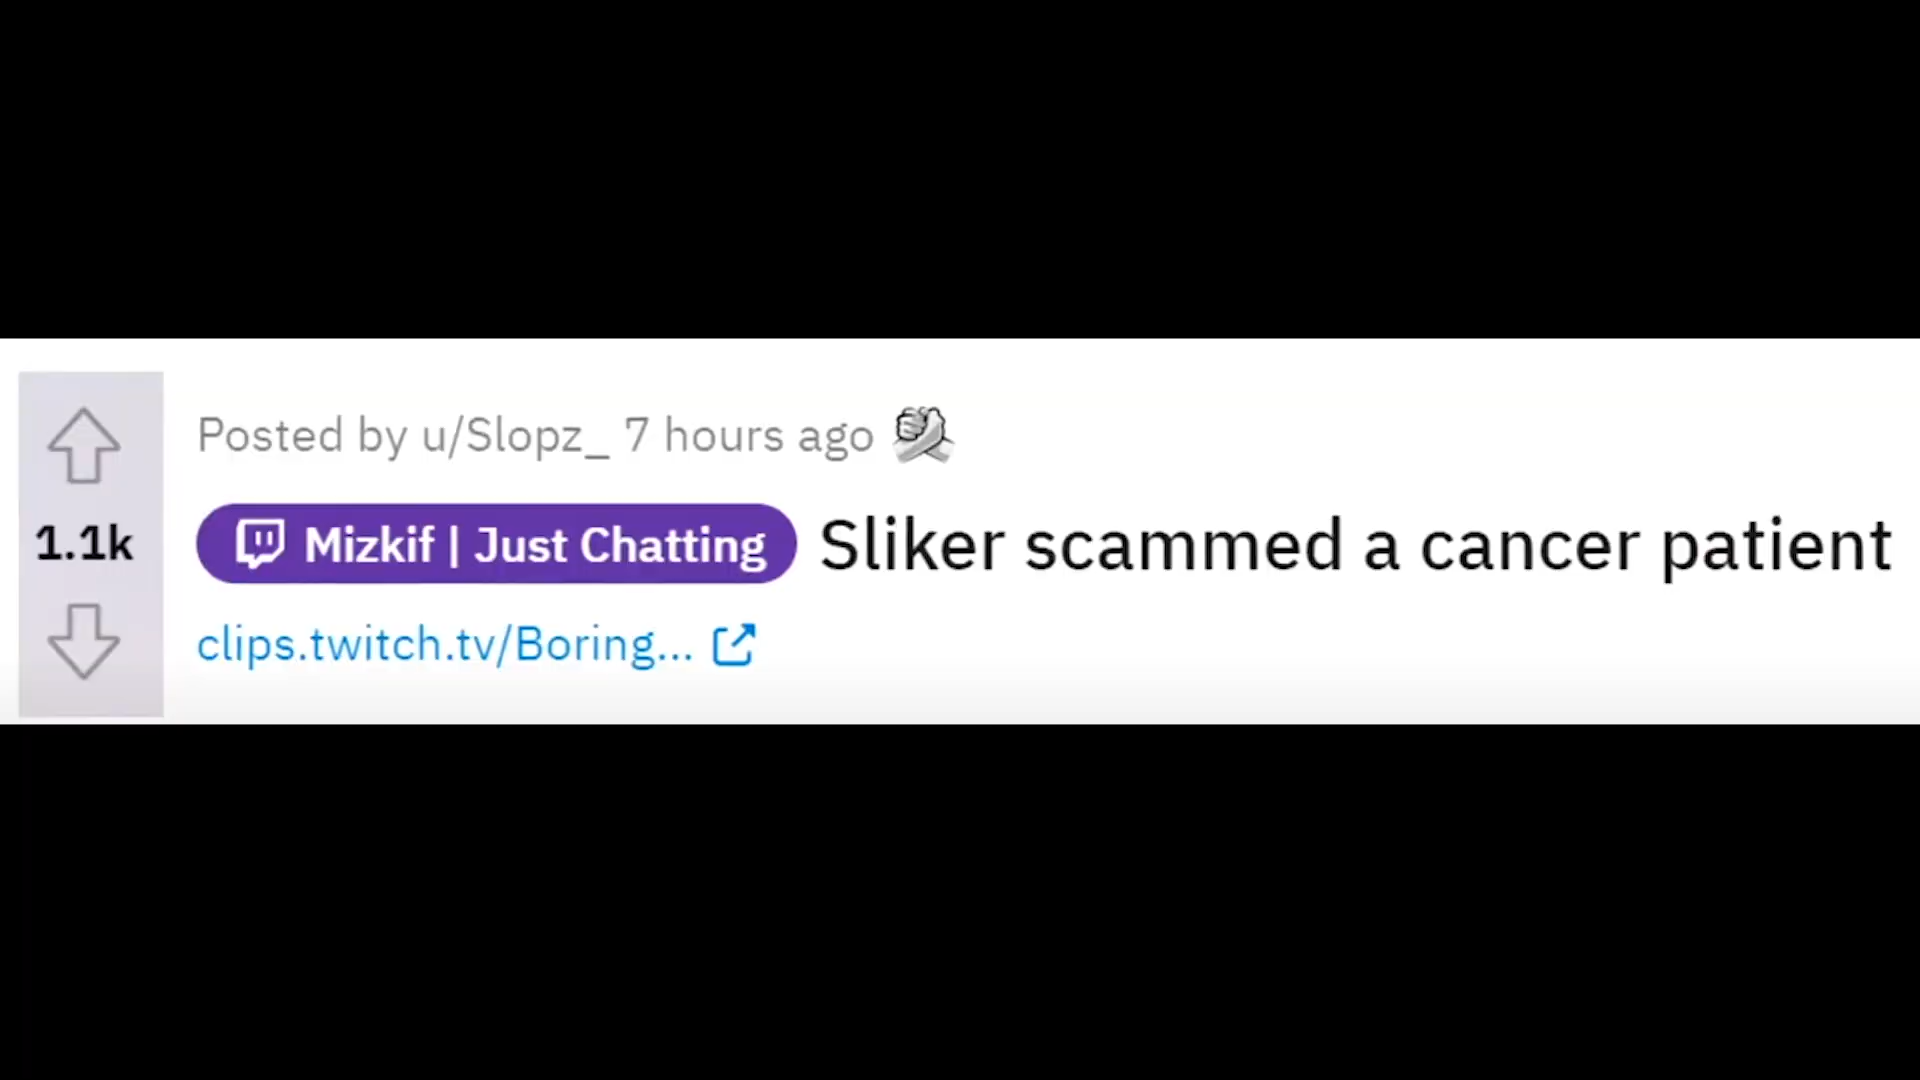 Posted by u/Slopz_ 7 hours ago
1.1k
Mizkif | Just Chatting Sliker scammed a cancer patient
clips.twitch.tv/Boring...